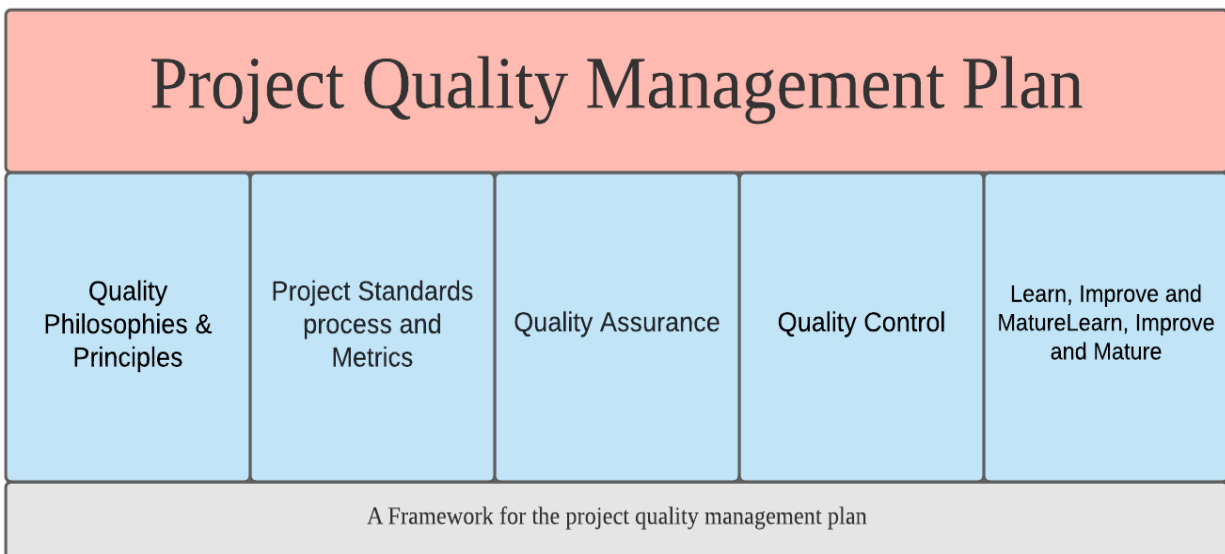 Project Quality Management Plan
Quality
Philosophies &
Principles
Project Standards
process and
Metrics
Quality Assurance
Quality Control
Learn, Improve and
MatureLearn, Improve
and Mature
A Framework for the project quality management plan